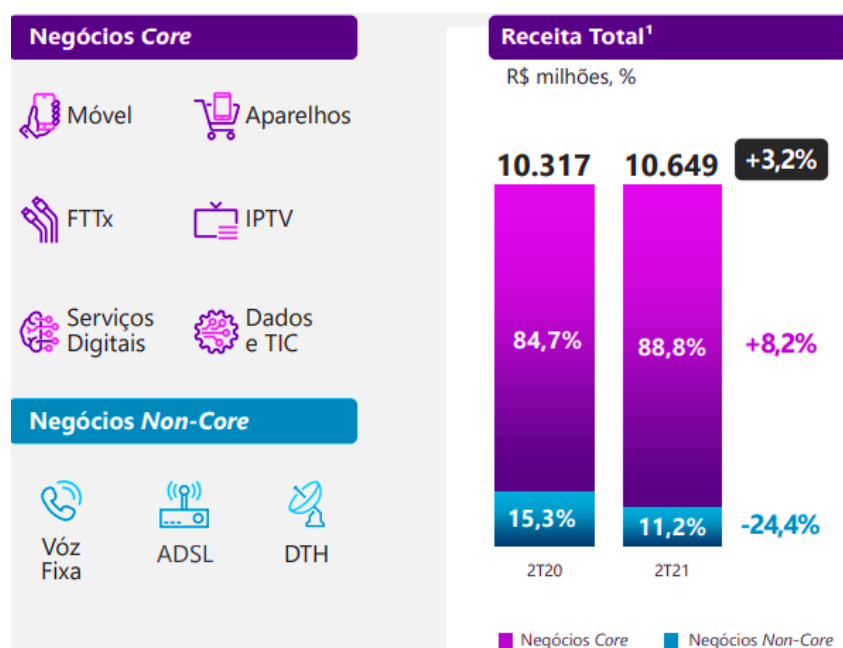 Negócios Core
Móvel
Aparelhos
FTTx
IPTV
Serviços
Digitais
Dados
e TIC
Negócios Non-Core
Vóz
Fixa
ADSL
DTH
Receita Total¹
R$ milhões, %
10.317
10.649
+3,2%
84,7%
88,8%
+8,2%
15,3%
11,2%
-24,4%
2T20
2T21
Negócios Core
Negócios Non-Core